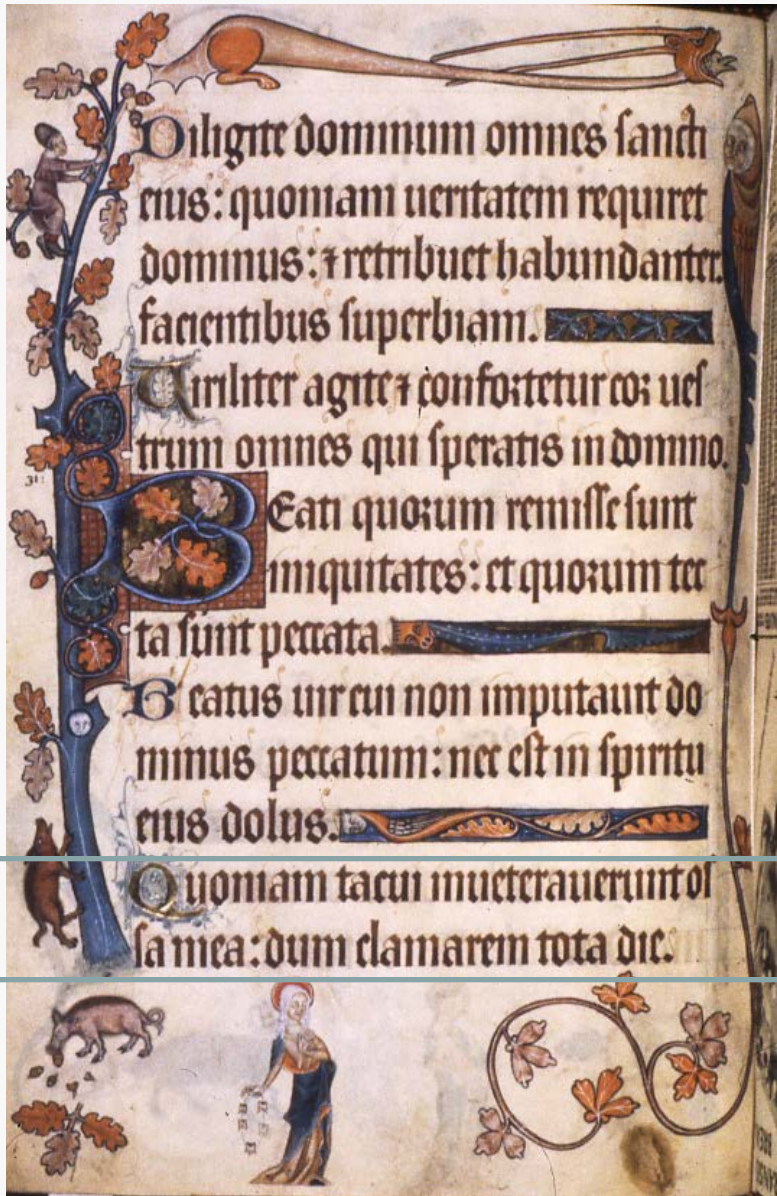 Diligite dominum omnes sancti
eius: quoniam ueritatem requiret
dominus: ⁊ retribuet habundanter
facientibus superbiam.
Uiriliter agite ⁊ confortetur cor ues
trum omnes qui speratis in domino.
31:
Beati quorum remisse sunt
iniquitates: et quorum tec
ta sunt peccata.
Beatus uir cui non imputauit do
minus peccatum: nec est in spiritu
eius dolus.
Quoniam tacui inueterauerunt os
sa mea: dum clamarem tota die.